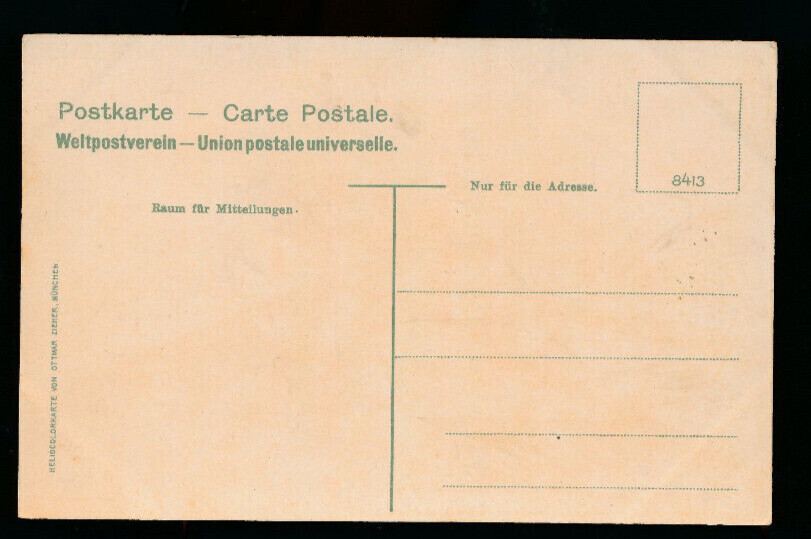 Postkarte — Carte Postale.
Weltpostverein — Union postale universelle.
8413
Nur für die Adresse.
Raum für Mitteilungen.
HELIOCOLORKARTE VON OTTMAR ZIEHER, MÜNCHEN